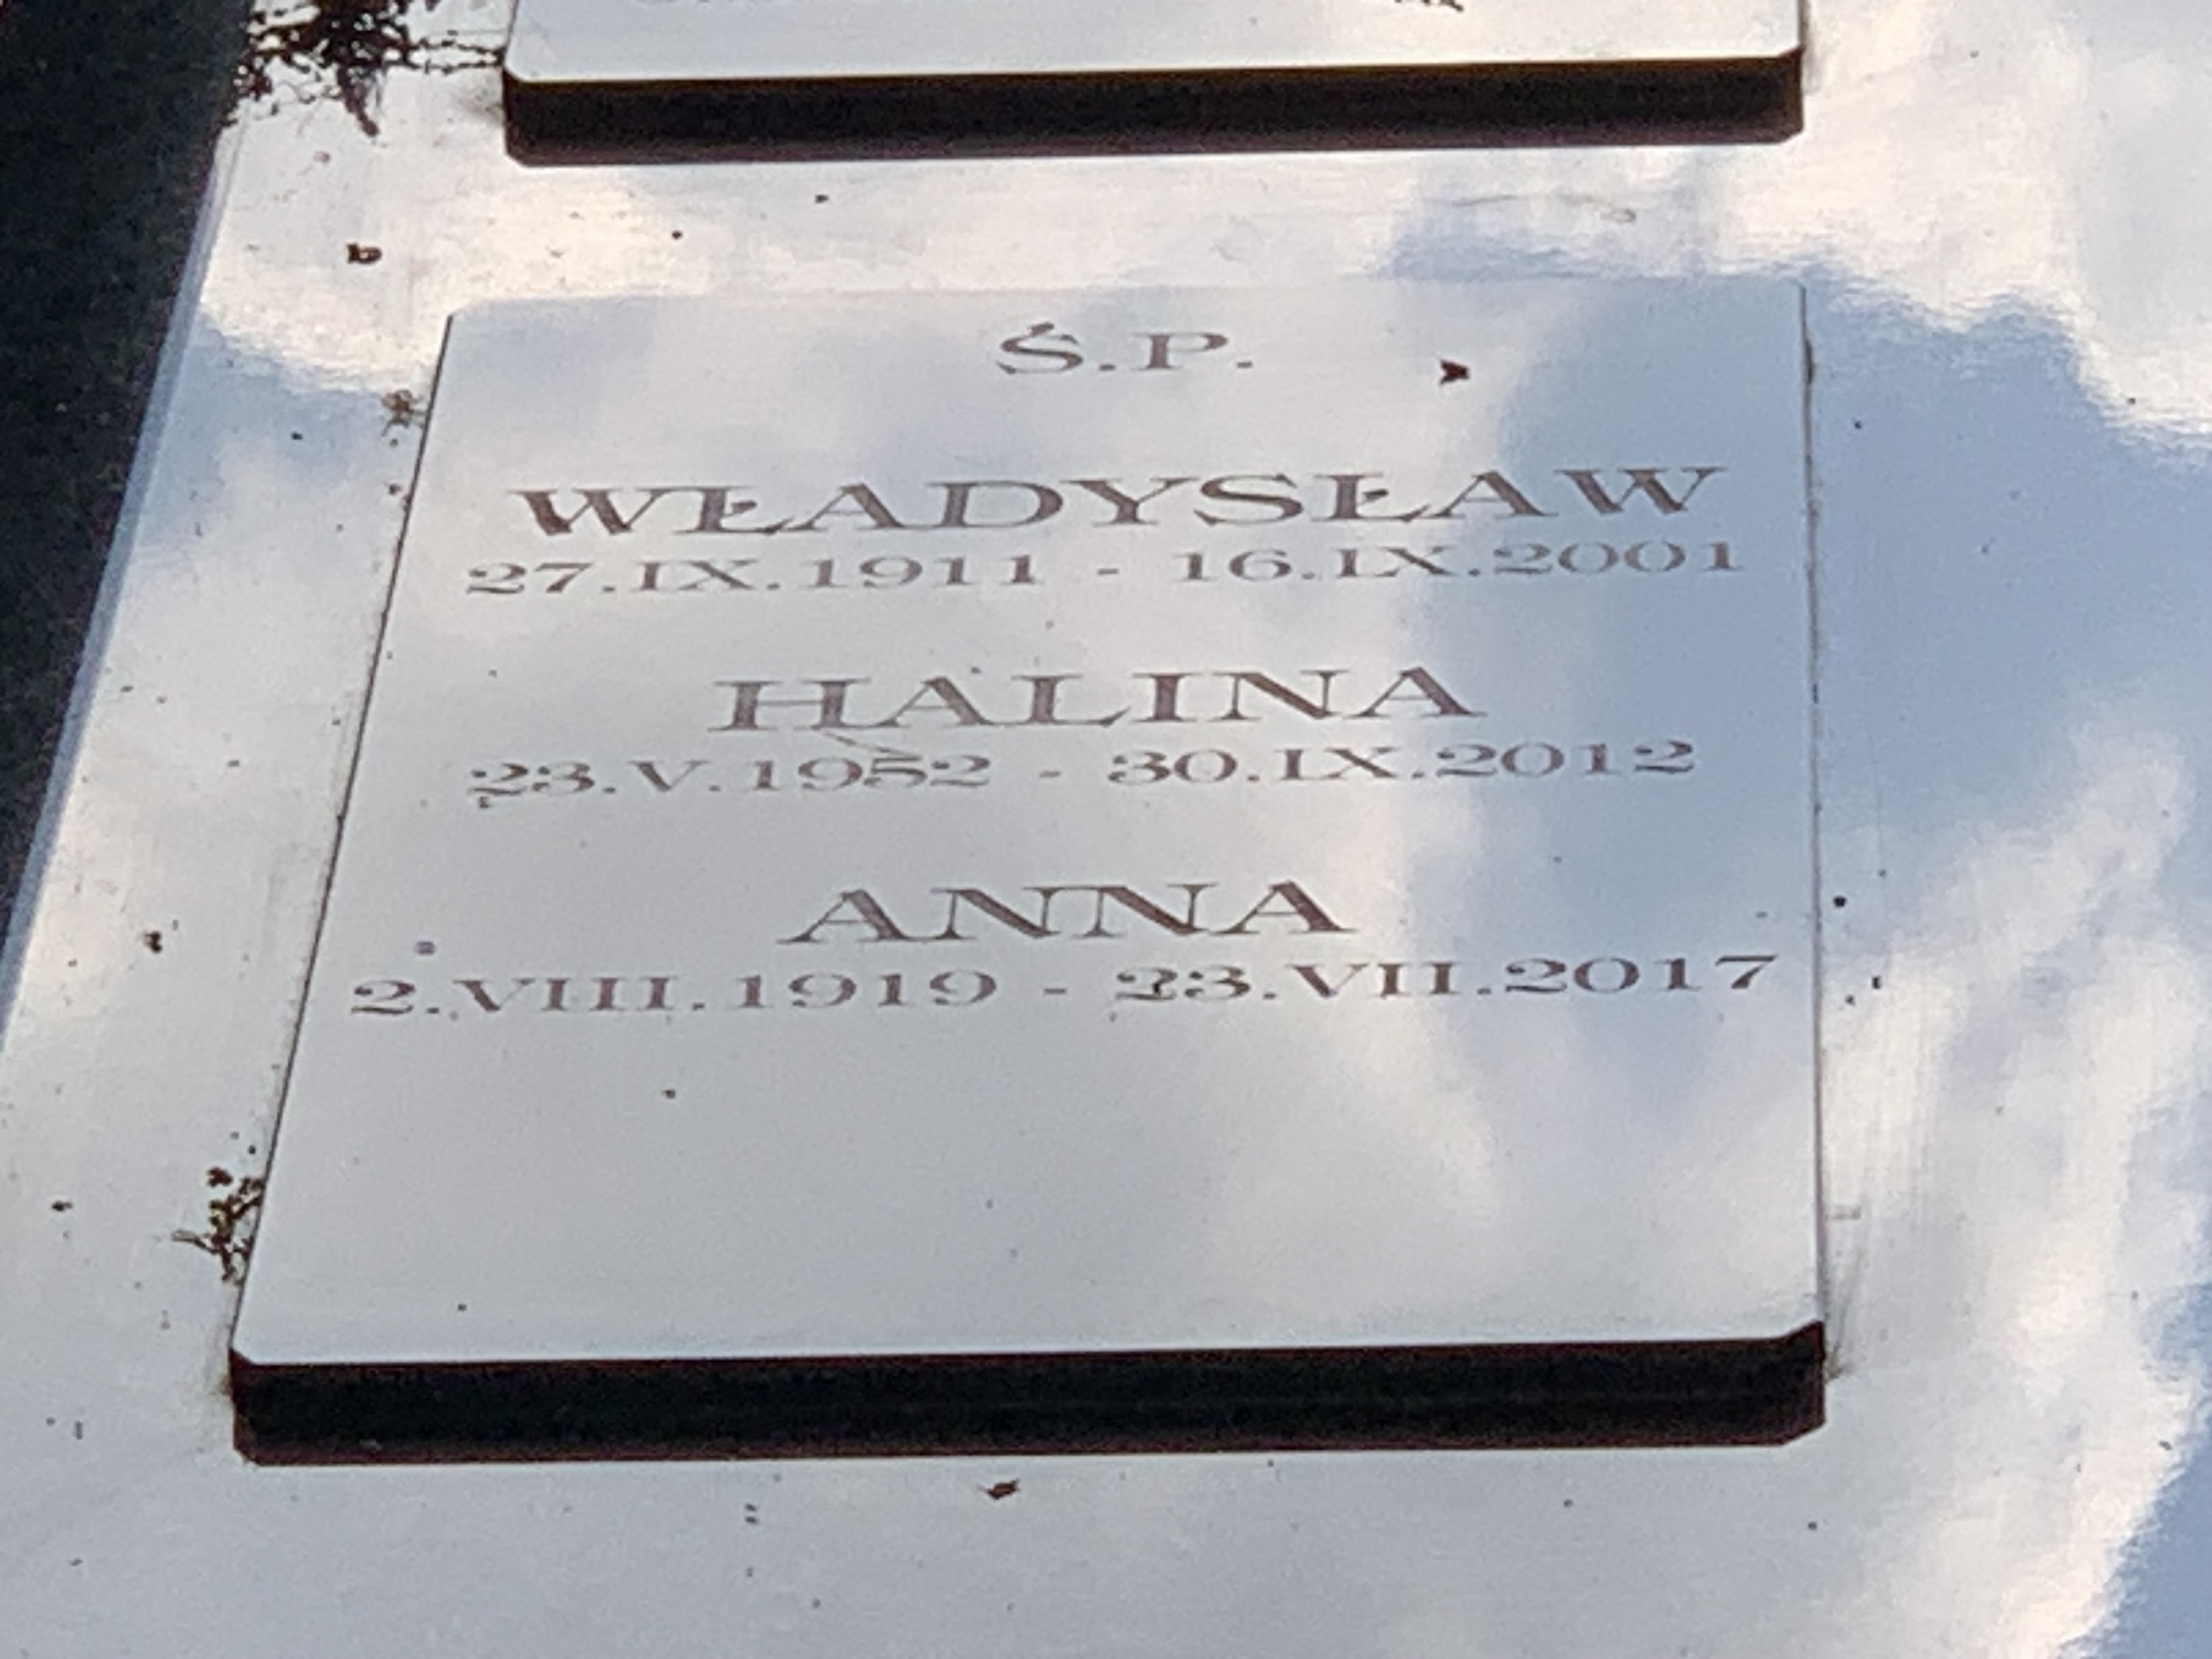 Ś.P.
WŁADYSŁAW
27.IX.1911 - 16.IX.2001
HALINA
23.V.1952 - 30.IX.2012
ANNA
2.VIII.1919 - 23.VII.2017